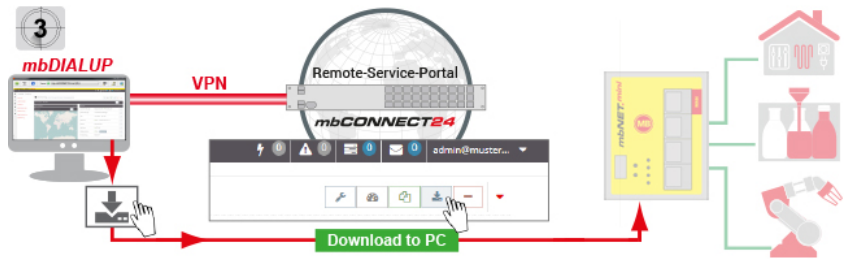 3
mbDIALUP
VPN
Remote-Service-Portal
mbCONNECT24
0 0 0 0 admin@muster...
mbNET.mini
MB
Download to PC